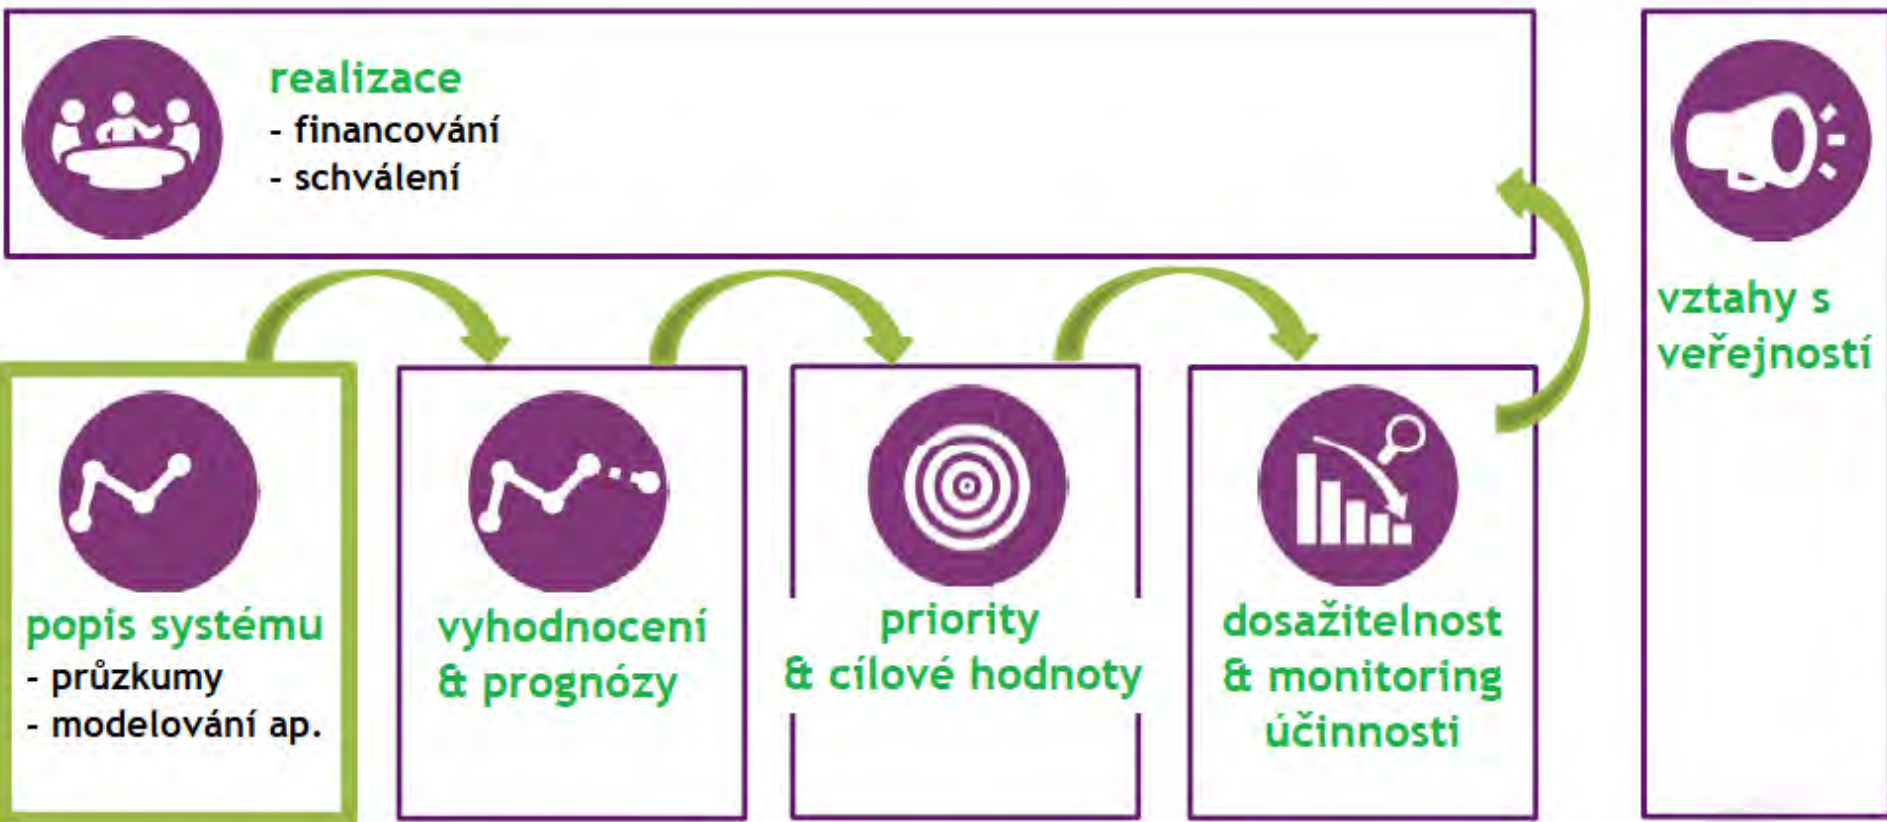 realizace
- financování
- schválení
vztahy s
veřejností
popis systému
- průzkumy
- modelování ap.
vyhodnocení
& prognózy
priority
& cílové hodnoty
dosažitelnost
& monitoring
účinnosti